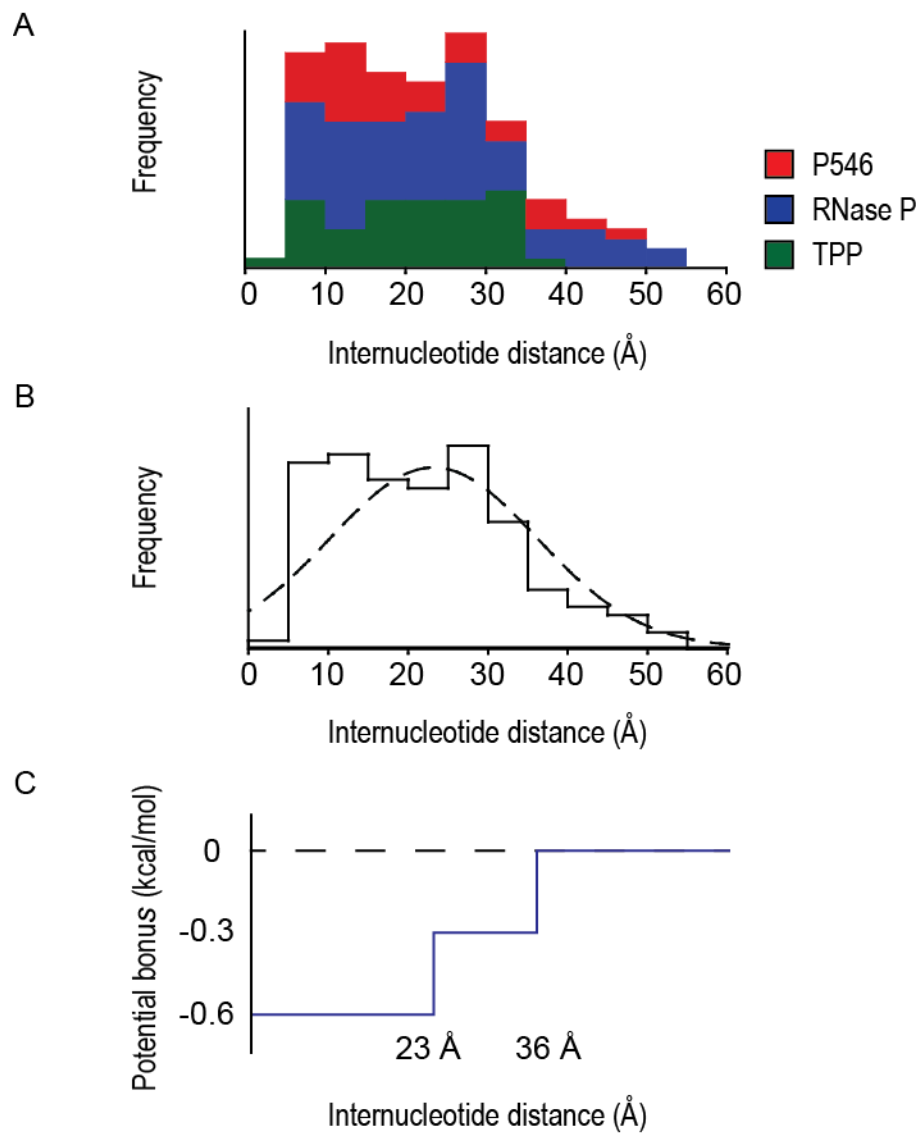 A
Frequency
P546
RNase P
TPP
0 10 20 30 40 50 60
Internucleotide distance (Å)
B
Frequency
0 10 20 30 40 50 60
Internucleotide distance (Å)
C
Potential bonus (kcal/mol)
0
-0.3
-0.6
23 Å 36 Å
Internucleotide distance (Å)